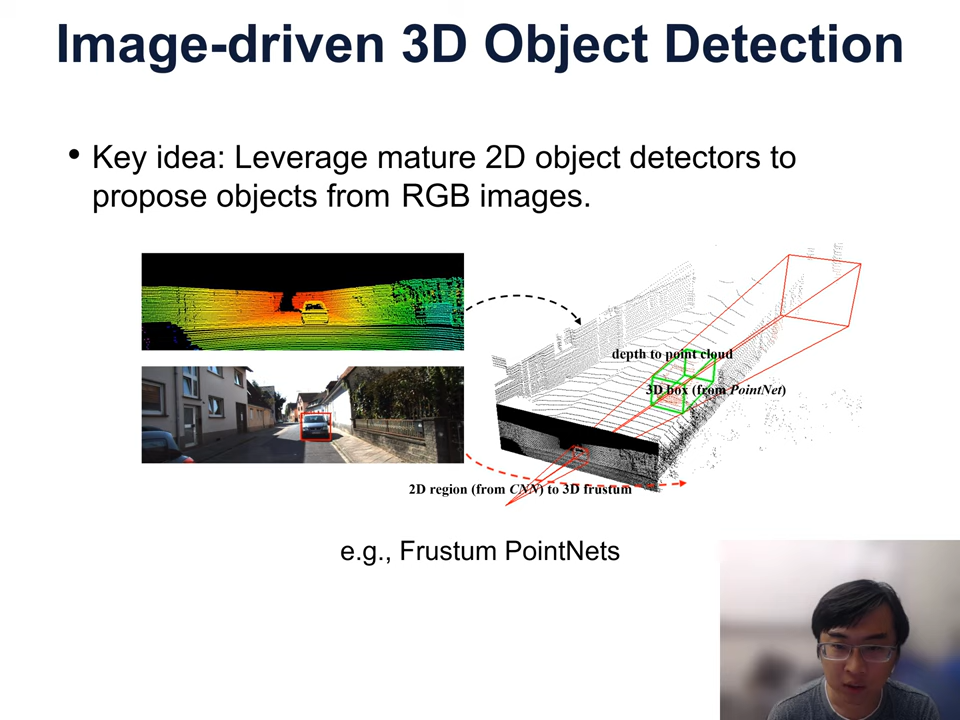 Image-driven 3D Object Detection
• Key idea: Leverage mature 2D object detectors to
propose objects from RGB images.
depth to point cloud
3D box (from PointNet)
2D region (from CNN) to 3D frustum
e.g., Frustum PointNets